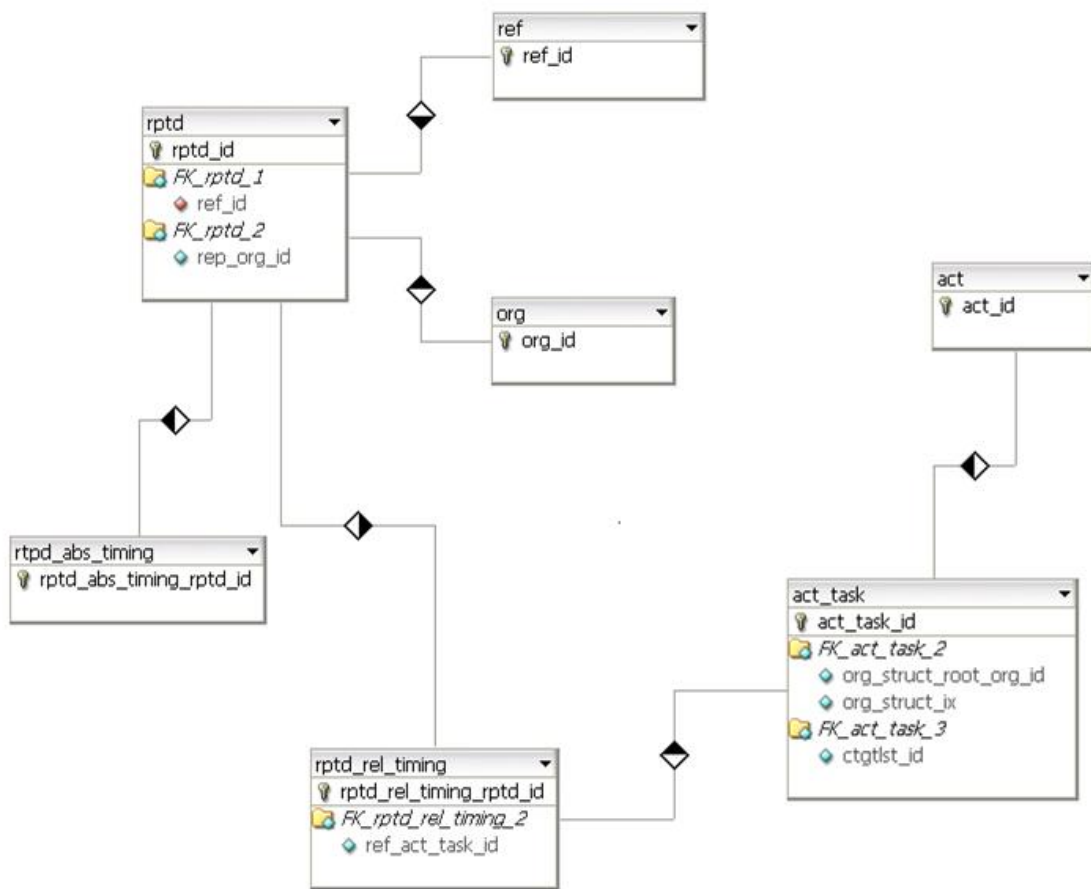 ref
ref_id
rptd
rptd_id
FK_rptd_1
ref_id
FK_rptd_2
rep_org_id
org
org_id
act
act_id
rtpd_abs_timing
rptd_abs_timing_rptd_id
act_task
act_task_id
FK_act_task_2
org_struct_root_org_id
org_struct_ix
FK_act_task_3
ctgtlst_id
rptd_rel_timing
rptd_rel_timing_rptd_id
FK_rptd_rel_timing_2
ref_act_task_id